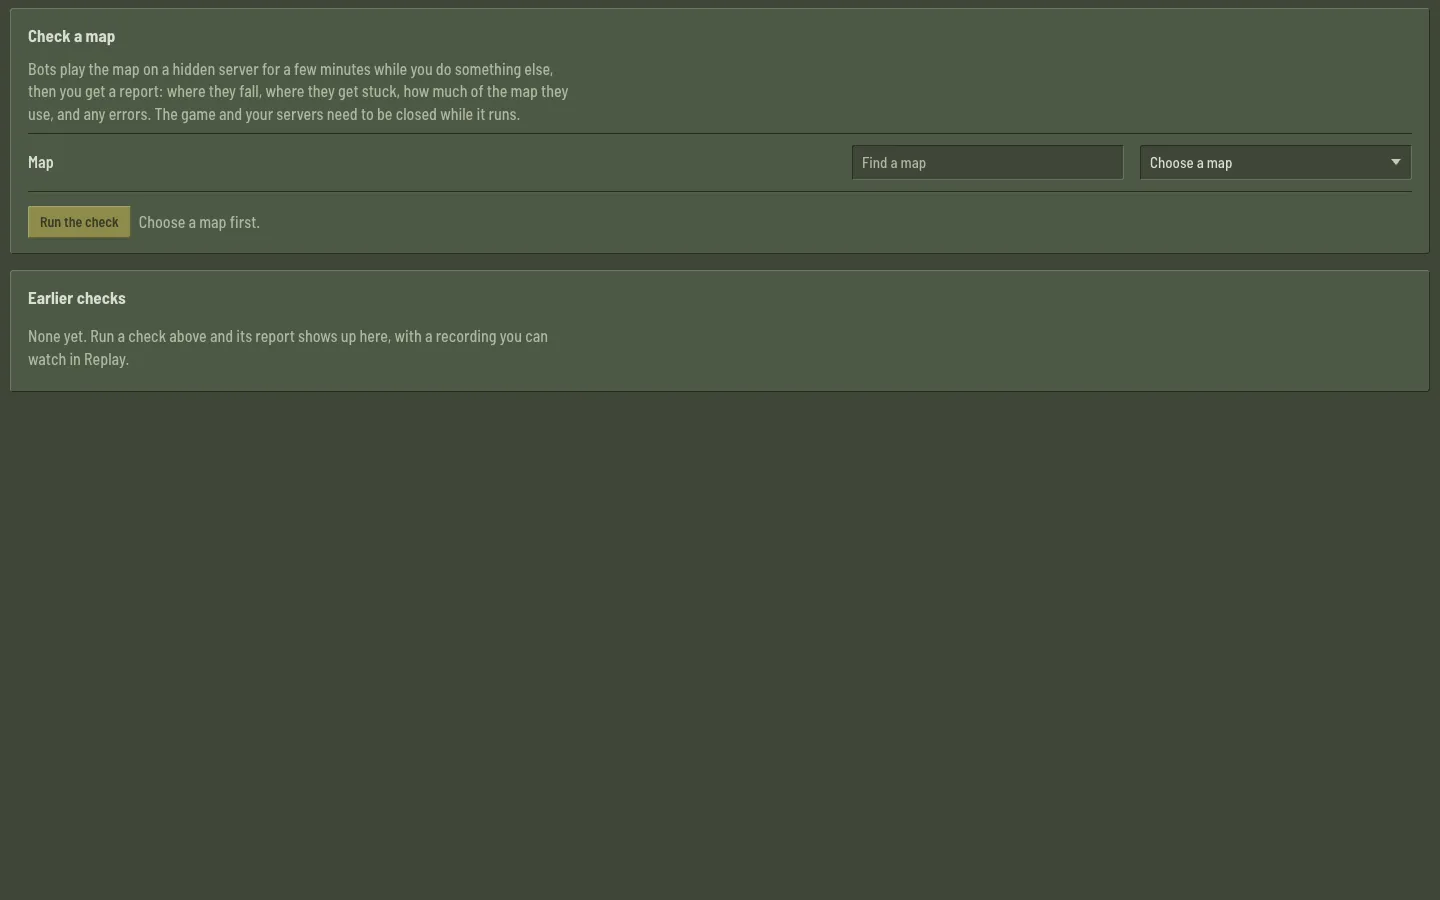 Check a map
Bots play the map on a hidden server for a few minutes while you do something else,
then you get a report: where they fall, where they get stuck, how much of the map they
use, and any errors. The game and your servers need to be closed while it runs.
Map
Find a map
Choose a map
Run the check
Choose a map first.
Earlier checks
None yet. Run a check above and its report shows up here, with a recording you can
watch in Replay.